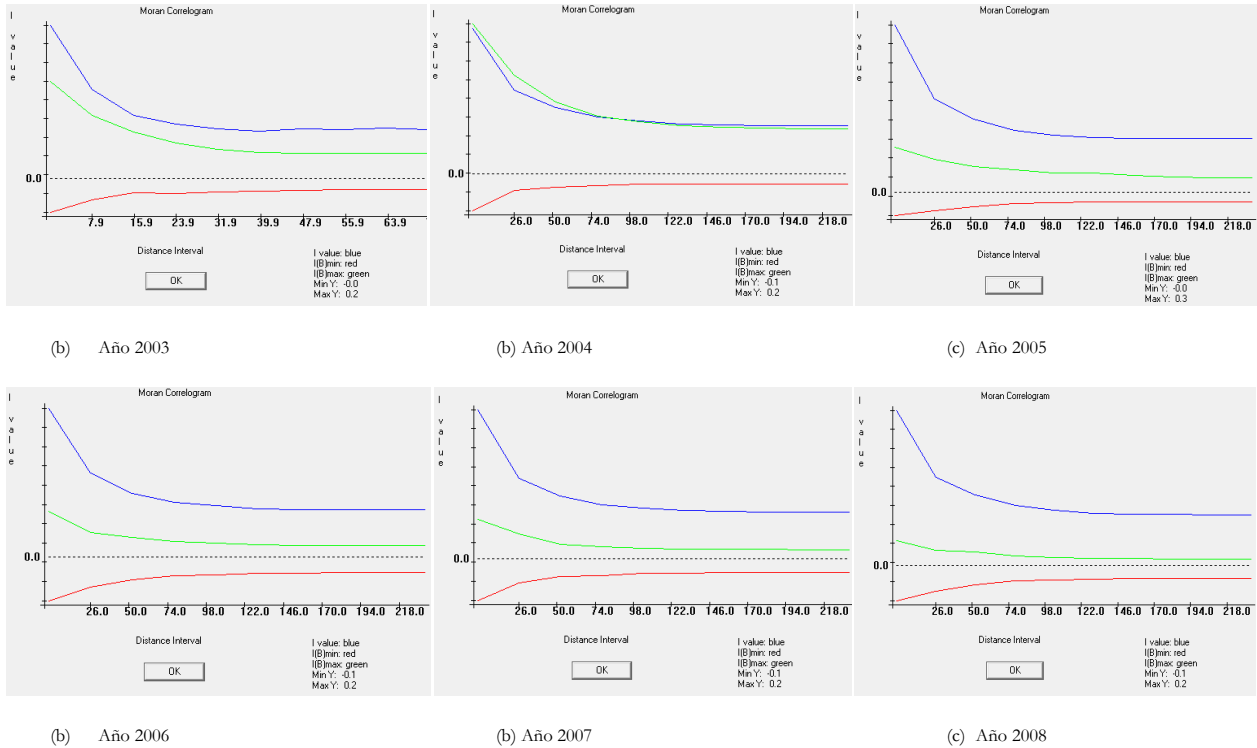 Moran Correlogram
I value
0.0
7.9 15.9 23.9 31.9 39.9 47.9 55.9 63.9
Distance Interval
OK
I value: blue
I(B)min: red
I(B)max: green
Min Y: -0.0
Max Y: 0.2
(b) Año 2003
Moran Correlogram
I value
0.0
26.0 50.0 74.0 98.0 122.0 146.0 170.0 194.0 218.0
Distance Interval
OK
I value: blue
I(B)min: red
I(B)max: green
Min Y: -0.1
Max Y: 0.2
(b) Año 2004
Moran Correlogram
I value
0.0
26.0 50.0 74.0 98.0 122.0 146.0 170.0 194.0 218.0
Distance Interval
OK
I value: blue
I(B)min: red
I(B)max: green
Min Y: -0.0
Max Y: 0.3
(c) Año 2005
Moran Correlogram
I value
0.0
26.0 50.0 74.0 98.0 122.0 146.0 170.0 194.0 218.0
Distance Interval
OK
I value: blue
I(B)min: red
I(B)max: green
Min Y: -0.1
Max Y: 0.2
(b) Año 2006
Moran Correlogram
I value
0.0
26.0 50.0 74.0 98.0 122.0 146.0 170.0 194.0 218.0
Distance Interval
OK
I value: blue
I(B)min: red
I(B)max: green
Min Y: -0.1
Max Y: 0.2
(b) Año 2007
Moran Correlogram
I value
0.0
26.0 50.0 74.0 98.0 122.0 146.0 170.0 194.0 218.0
Distance Interval
OK
I value: blue
I(B)min: red
I(B)max: green
Min Y: -0.1
Max Y: 0.2
(c) Año 2008